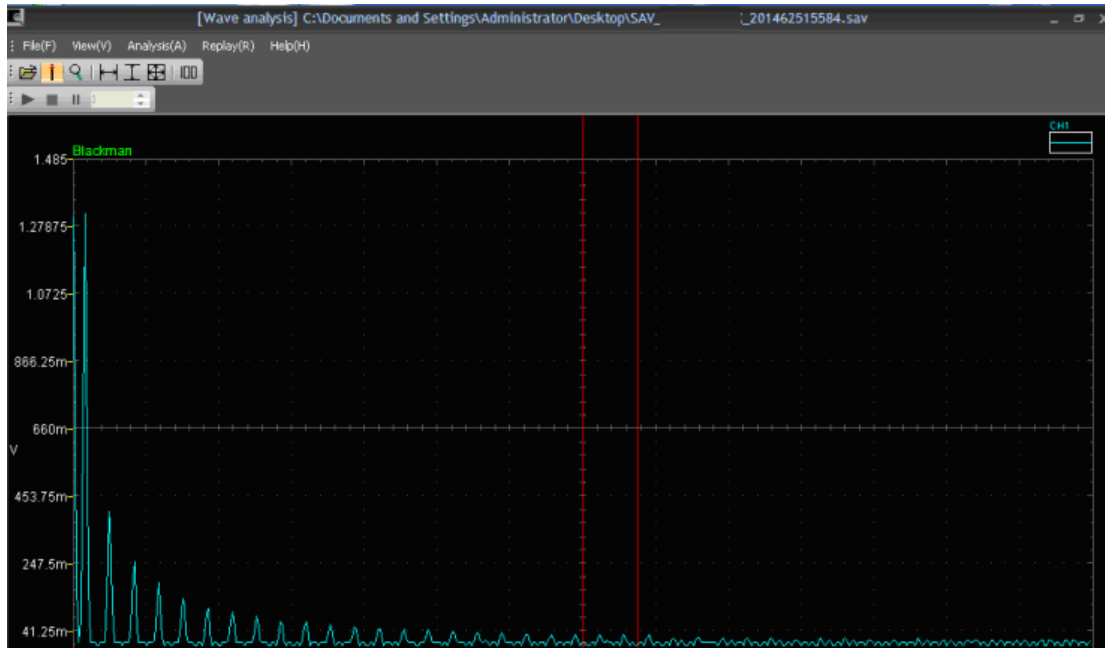 [Wave analysis] C:\Documents and Settings\Administrator\Desktop\SAV_ _201462515584.sav
File(F) View(V) Analysis(A) Replay(R) Help(H)
CH1
Blackman
1.485
1.27875
1.0725
866.25m
660m
V
453.75m
247.5m
41.25m